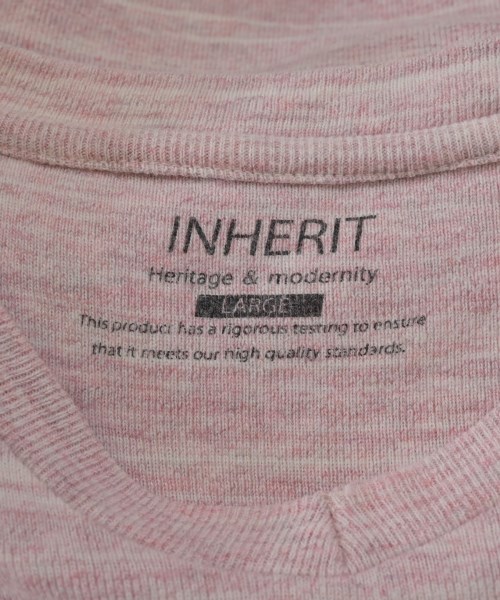 INHERIT
Heritage & modernity
LARGE
This product has a rigorous testing to ensure
that it meets our high quality standards.